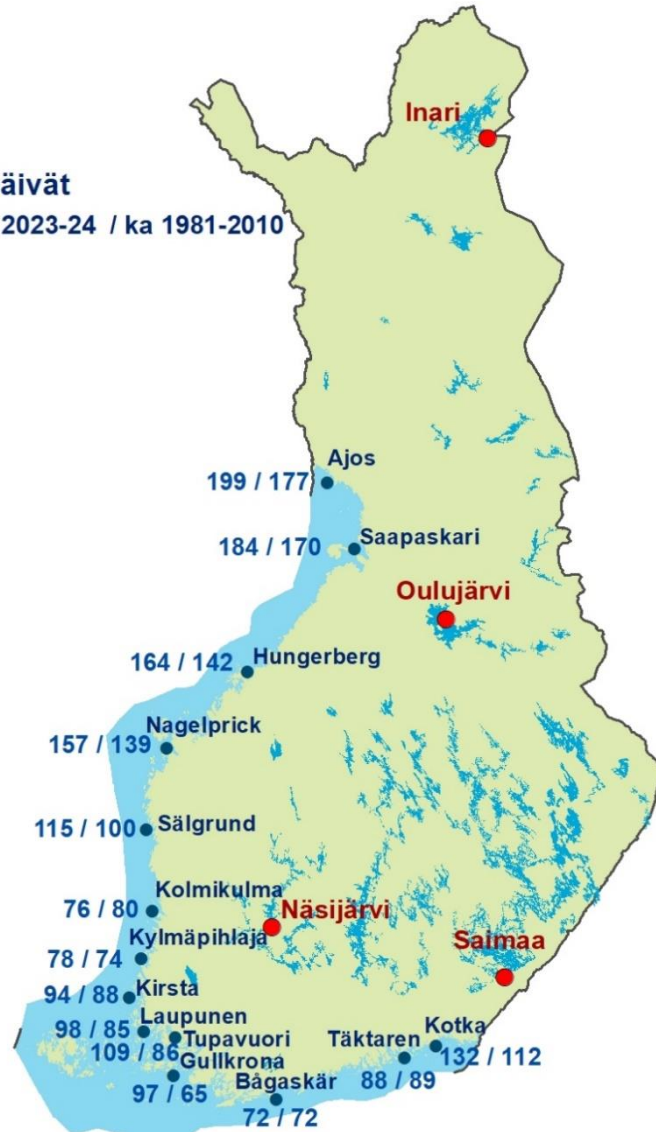 Inari
äivät
2023-24 / ka 1981-2010
Ajos
199 / 177
Saapaskari
184 / 170
Oulujärvi
Hungerberg
164 / 142
Nagelprick
157 / 139
Sälgrund
115 / 100
Kolmikulma
76 / 80
Näsijärvi
Kylmäpihlaja
78 / 74
Saimaa
Kirsta
94 / 88
Laupunen
98 / 85
Tupavuori
109 / 86
Täktaren
88 / 89
Kotka
132 / 112
Gullkrona
97 / 65
Bågaskär
72 / 72